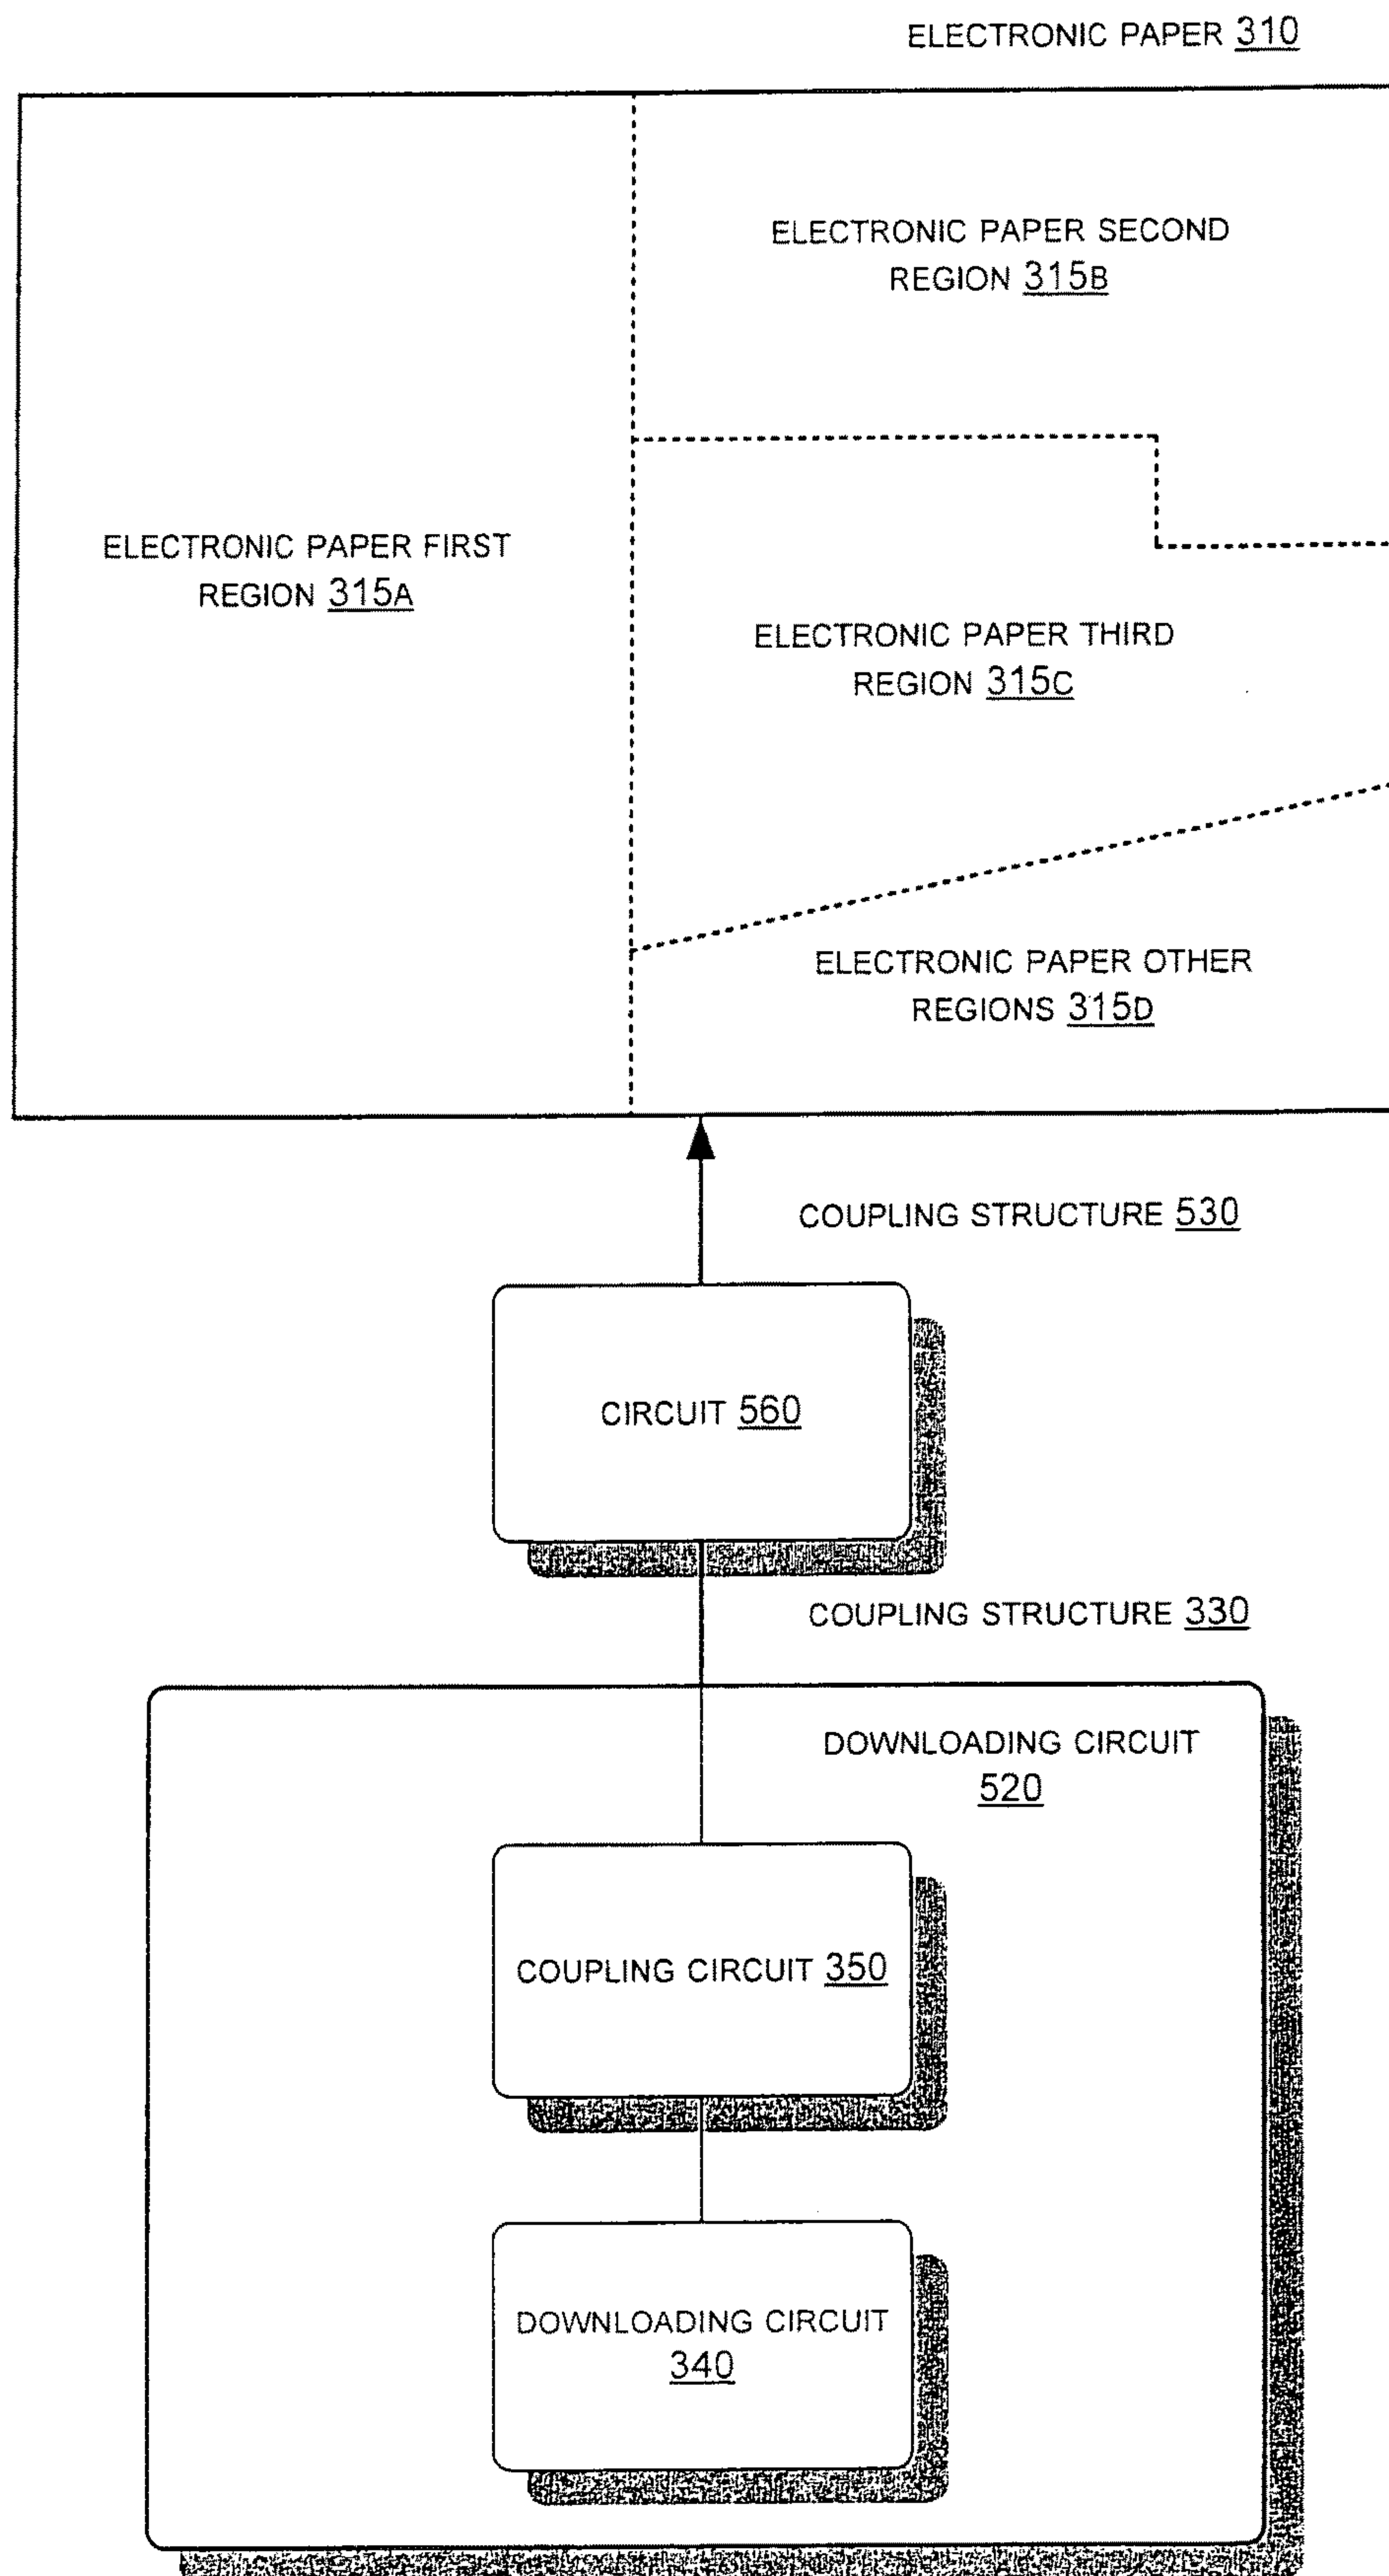 ELECTRONIC PAPER 310
ELECTRONIC PAPER SECOND
REGION 315B
ELECTRONIC PAPER FIRST
REGION 315A
ELECTRONIC PAPER THIRD
REGION 315C
ELECTRONIC PAPER OTHER
REGIONS 315D
COUPLING STRUCTURE 530
CIRCUIT 560
COUPLING STRUCTURE 330
DOWNLOADING CIRCUIT
520
COUPLING CIRCUIT 350
DOWNLOADING CIRCUIT
340